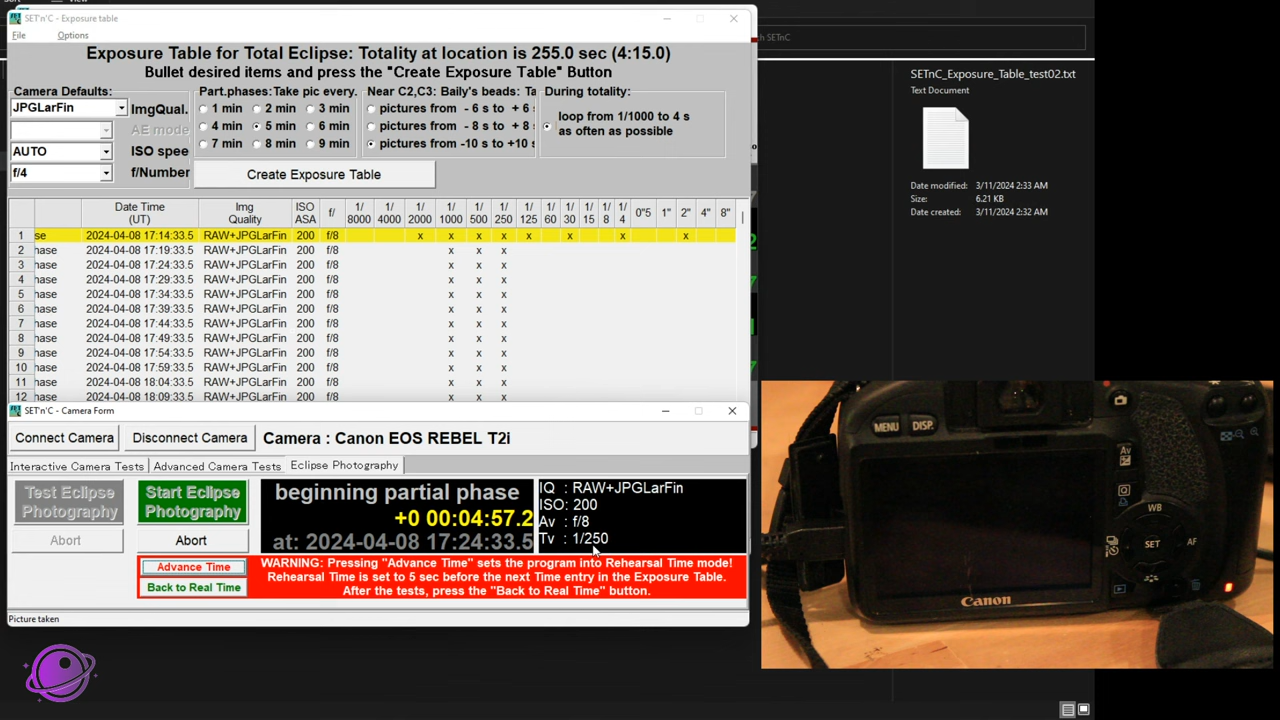 View
SET'n'C - Exposure table
File Options
Exposure Table for Total Eclipse: Totality at location is 255.0 sec (4:15.0)
Bullet desired items and press the "Create Exposure Table" Button
Camera Defaults:
JPGLarFin ImgQual.
AE mode
AUTO ISO spee
f/4 f/Number
Part.phases:Take pic every.
1 min 2 min 3 min
4 min 5 min 6 min
7 min 8 min 9 min
Near C2,C3: Baily's beads: Ta
pictures from - 6 s to + 6 s
pictures from - 8 s to + 8 s
pictures from -10 s to +10 s
During totality:
loop from 1/1000 to 4 s
as often as possible
Create Exposure Table
Date Time (UT) Img Quality ISO ASA f/ 1/8000 1/4000 1/2000 1/1000 1/500 1/250 1/125 1/60 1/30 1/15 1/8 1/4 0"5 1" 2" 4" 8"
1 se 2024-04-08 17:14:33.5 RAW+JPGLarFin 200 f/8 x x x x x x x x
2 hase 2024-04-08 17:19:33.5 RAW+JPGLarFin 200 f/8 x x x
3 hase 2024-04-08 17:24:33.5 RAW+JPGLarFin 200 f/8 x x x
4 hase 2024-04-08 17:29:33.5 RAW+JPGLarFin 200 f/8 x x x
5 hase 2024-04-08 17:34:33.5 RAW+JPGLarFin 200 f/8 x x x
6 hase 2024-04-08 17:39:33.5 RAW+JPGLarFin 200 f/8 x x x
7 hase 2024-04-08 17:44:33.5 RAW+JPGLarFin 200 f/8 x x x
8 hase 2024-04-08 17:49:33.5 RAW+JPGLarFin 200 f/8 x x x
9 hase 2024-04-08 17:54:33.5 RAW+JPGLarFin 200 f/8 x x x
10 hase 2024-04-08 17:59:33.5 RAW+JPGLarFin 200 f/8 x x x
11 hase 2024-04-08 18:04:33.5 RAW+JPGLarFin 200 f/8 x x x
12 hase 2024-04-08 18:09:33.5 RAW+JPGLarFin 200 f/8 x x x
SET'n'C - Camera Form
Connect Camera Disconnect Camera Camera : Canon EOS REBEL T2i
Interactive Camera Tests Advanced Camera Tests Eclipse Photography
Test Eclipse Photography
Abort
Start Eclipse Photography
Abort
beginning partial phase
+0 00:04:57.2
at: 2024-04-08 17:24:33.5
IQ : RAW+JPGLarFin
ISO: 200
Av : f/8
Tv : 1/250
Advance Time
Back to Real Time
WARNING: Pressing "Advance Time" sets the program into Rehearsal Time mode!
Rehearsal Time is set to 5 sec before the next Time entry in the Exposure Table.
After the tests, press the "Back to Real Time" button.
Picture taken
SETnC
SETnC_Exposure_Table_test02.txt
Text Document
Date modified: 3/11/2024 2:33 AM
Size: 6.21 KB
Date created: 3/11/2024 2:32 AM
MENU DISP.
Av
Q
WB
SET
AF
Canon